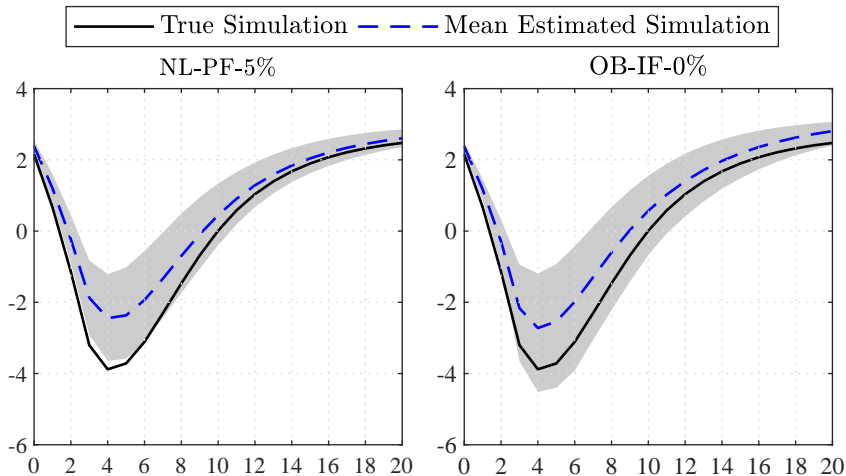 True Simulation Mean Estimated Simulation
NL-PF-5% OB-IF-0%
4 4
2 2
0 0
-2 -2
-4 -4
-6 -6
0 2 4 6 8 10 12 14 16 18 20 0 2 4 6 8 10 12 14 16 18 20